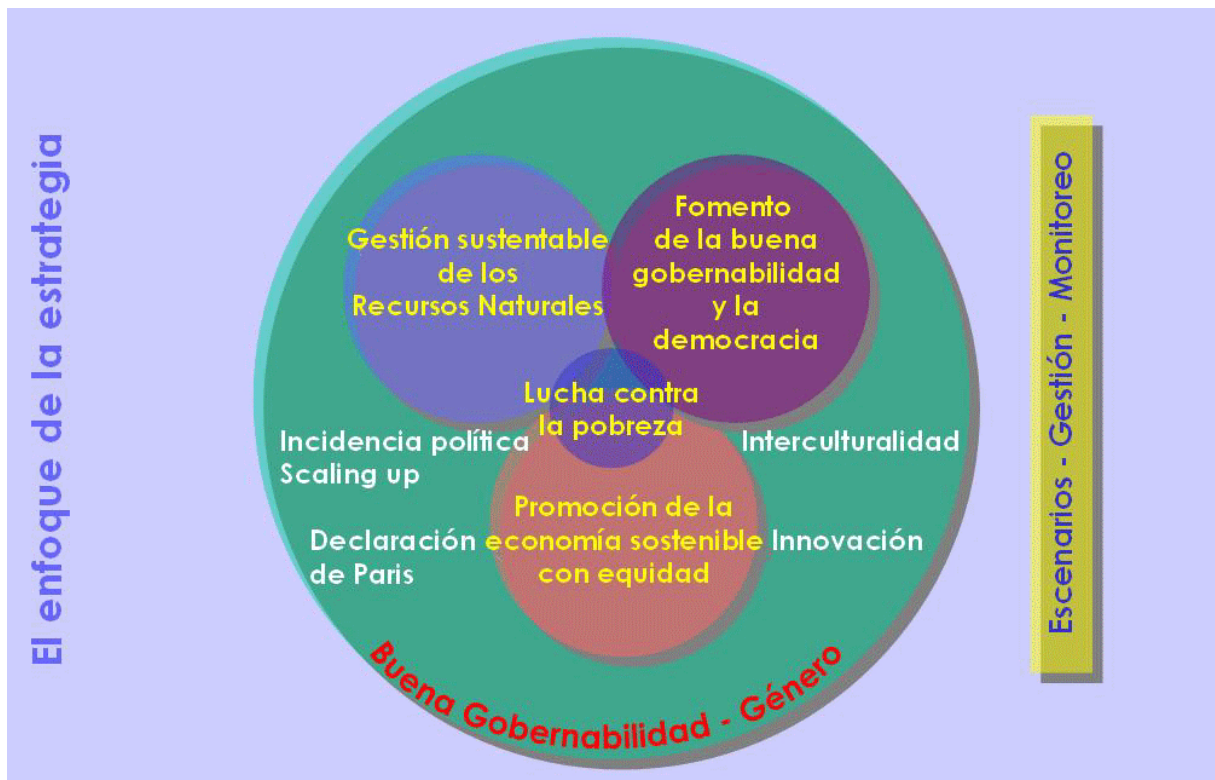 El enfoque de la estrategia
Gestión sustentable
de los
Recursos Naturales
Fomento
de la buena
gobernabilidad
y la
democracia
Lucha contra
la pobreza
Incidencia política
Scaling up
Interculturalidad
Declaración
de Paris
Promoción de la
economía sostenible
con equidad
Innovación
Buena Gobernabilidad - Género
Escenarios - Gestión - Monitoreo